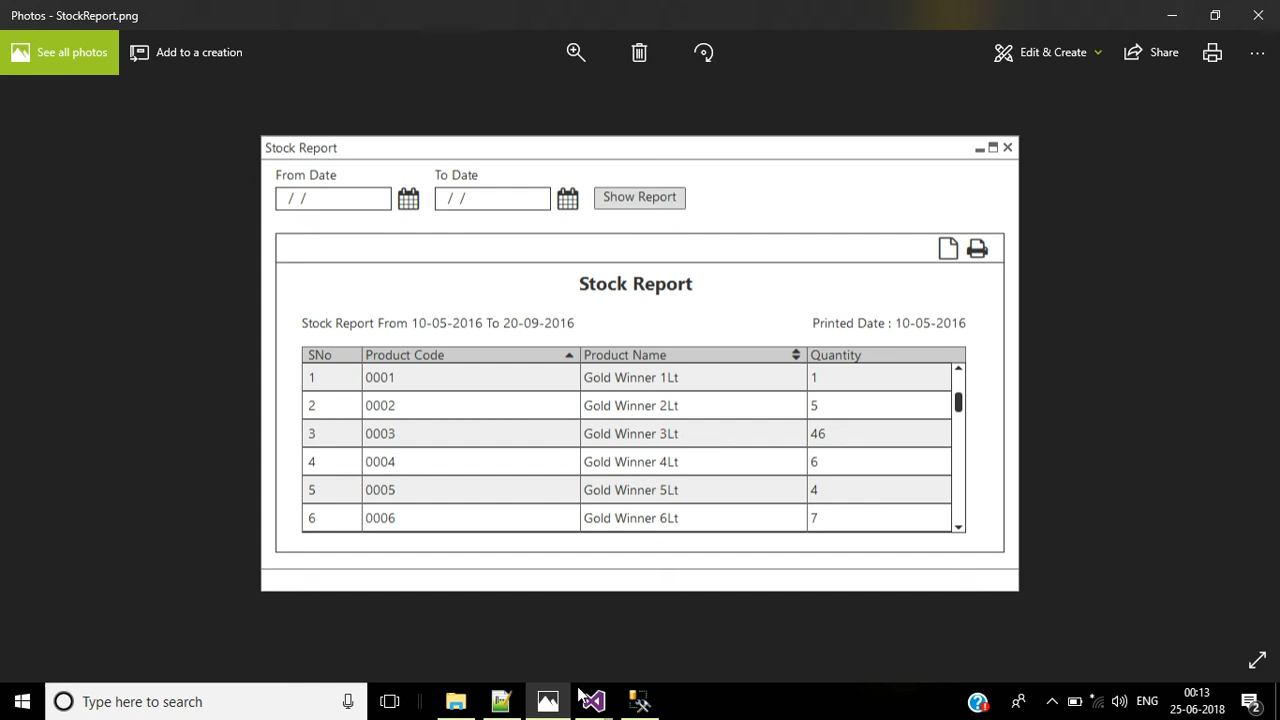 Photos - StockReport.png
See all photos Add to a creation Edit & Create Share
Stock Report
From Date To Date
/ / / / Show Report
Stock Report
Stock Report From 10-05-2016 To 20-09-2016 Printed Date : 10-05-2016
SNo Product Code Product Name Quantity
1 0001 Gold Winner 1Lt 1
2 0002 Gold Winner 2Lt 5
3 0003 Gold Winner 3Lt 46
4 0004 Gold Winner 4Lt 6
5 0005 Gold Winner 5Lt 4
6 0006 Gold Winner 6Lt 7
Type here to search ENG 00:13
25-06-2018 2